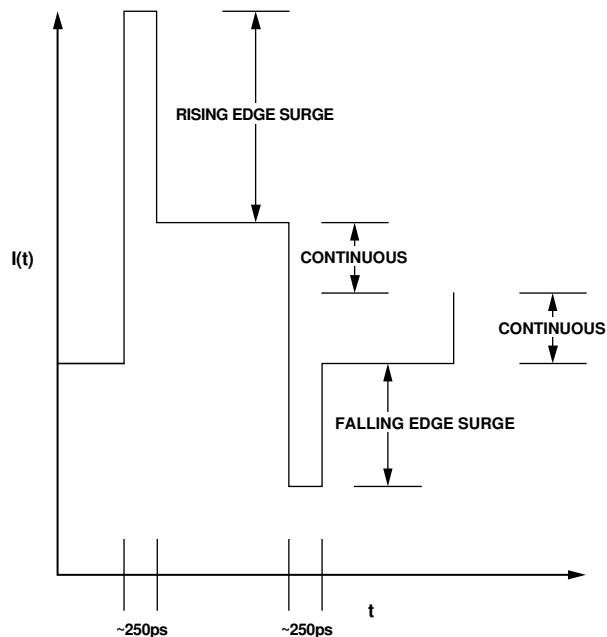 RISING EDGE SURGE
I(t)
CONTINUOUS
CONTINUOUS
FALLING EDGE SURGE
t
~250ps
~250ps